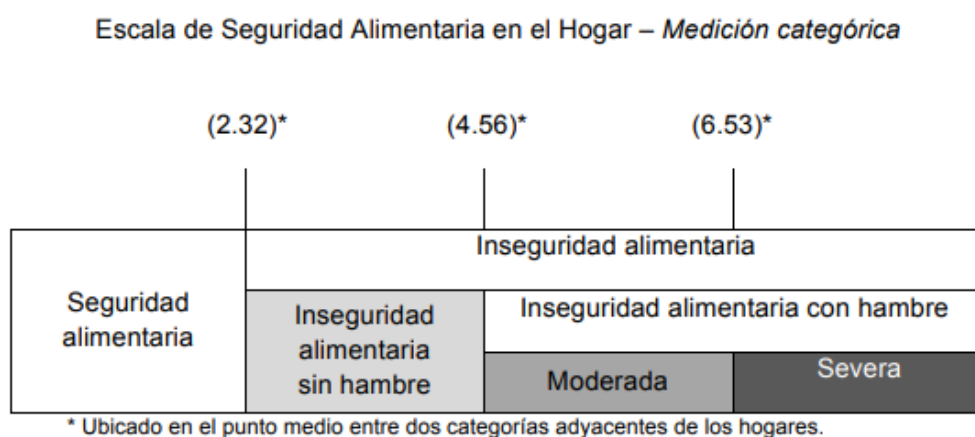 Escala de Seguridad Alimentaria en el Hogar – Medición categórica
(2.32)* (4.56)* (6.53)*
Inseguridad alimentaria
Seguridad
alimentaria
Inseguridad
alimentaria
sin hambre
Inseguridad alimentaria con hambre
Moderada
Severa
* Ubicado en el punto medio entre dos categorías adyacentes de los hogares.